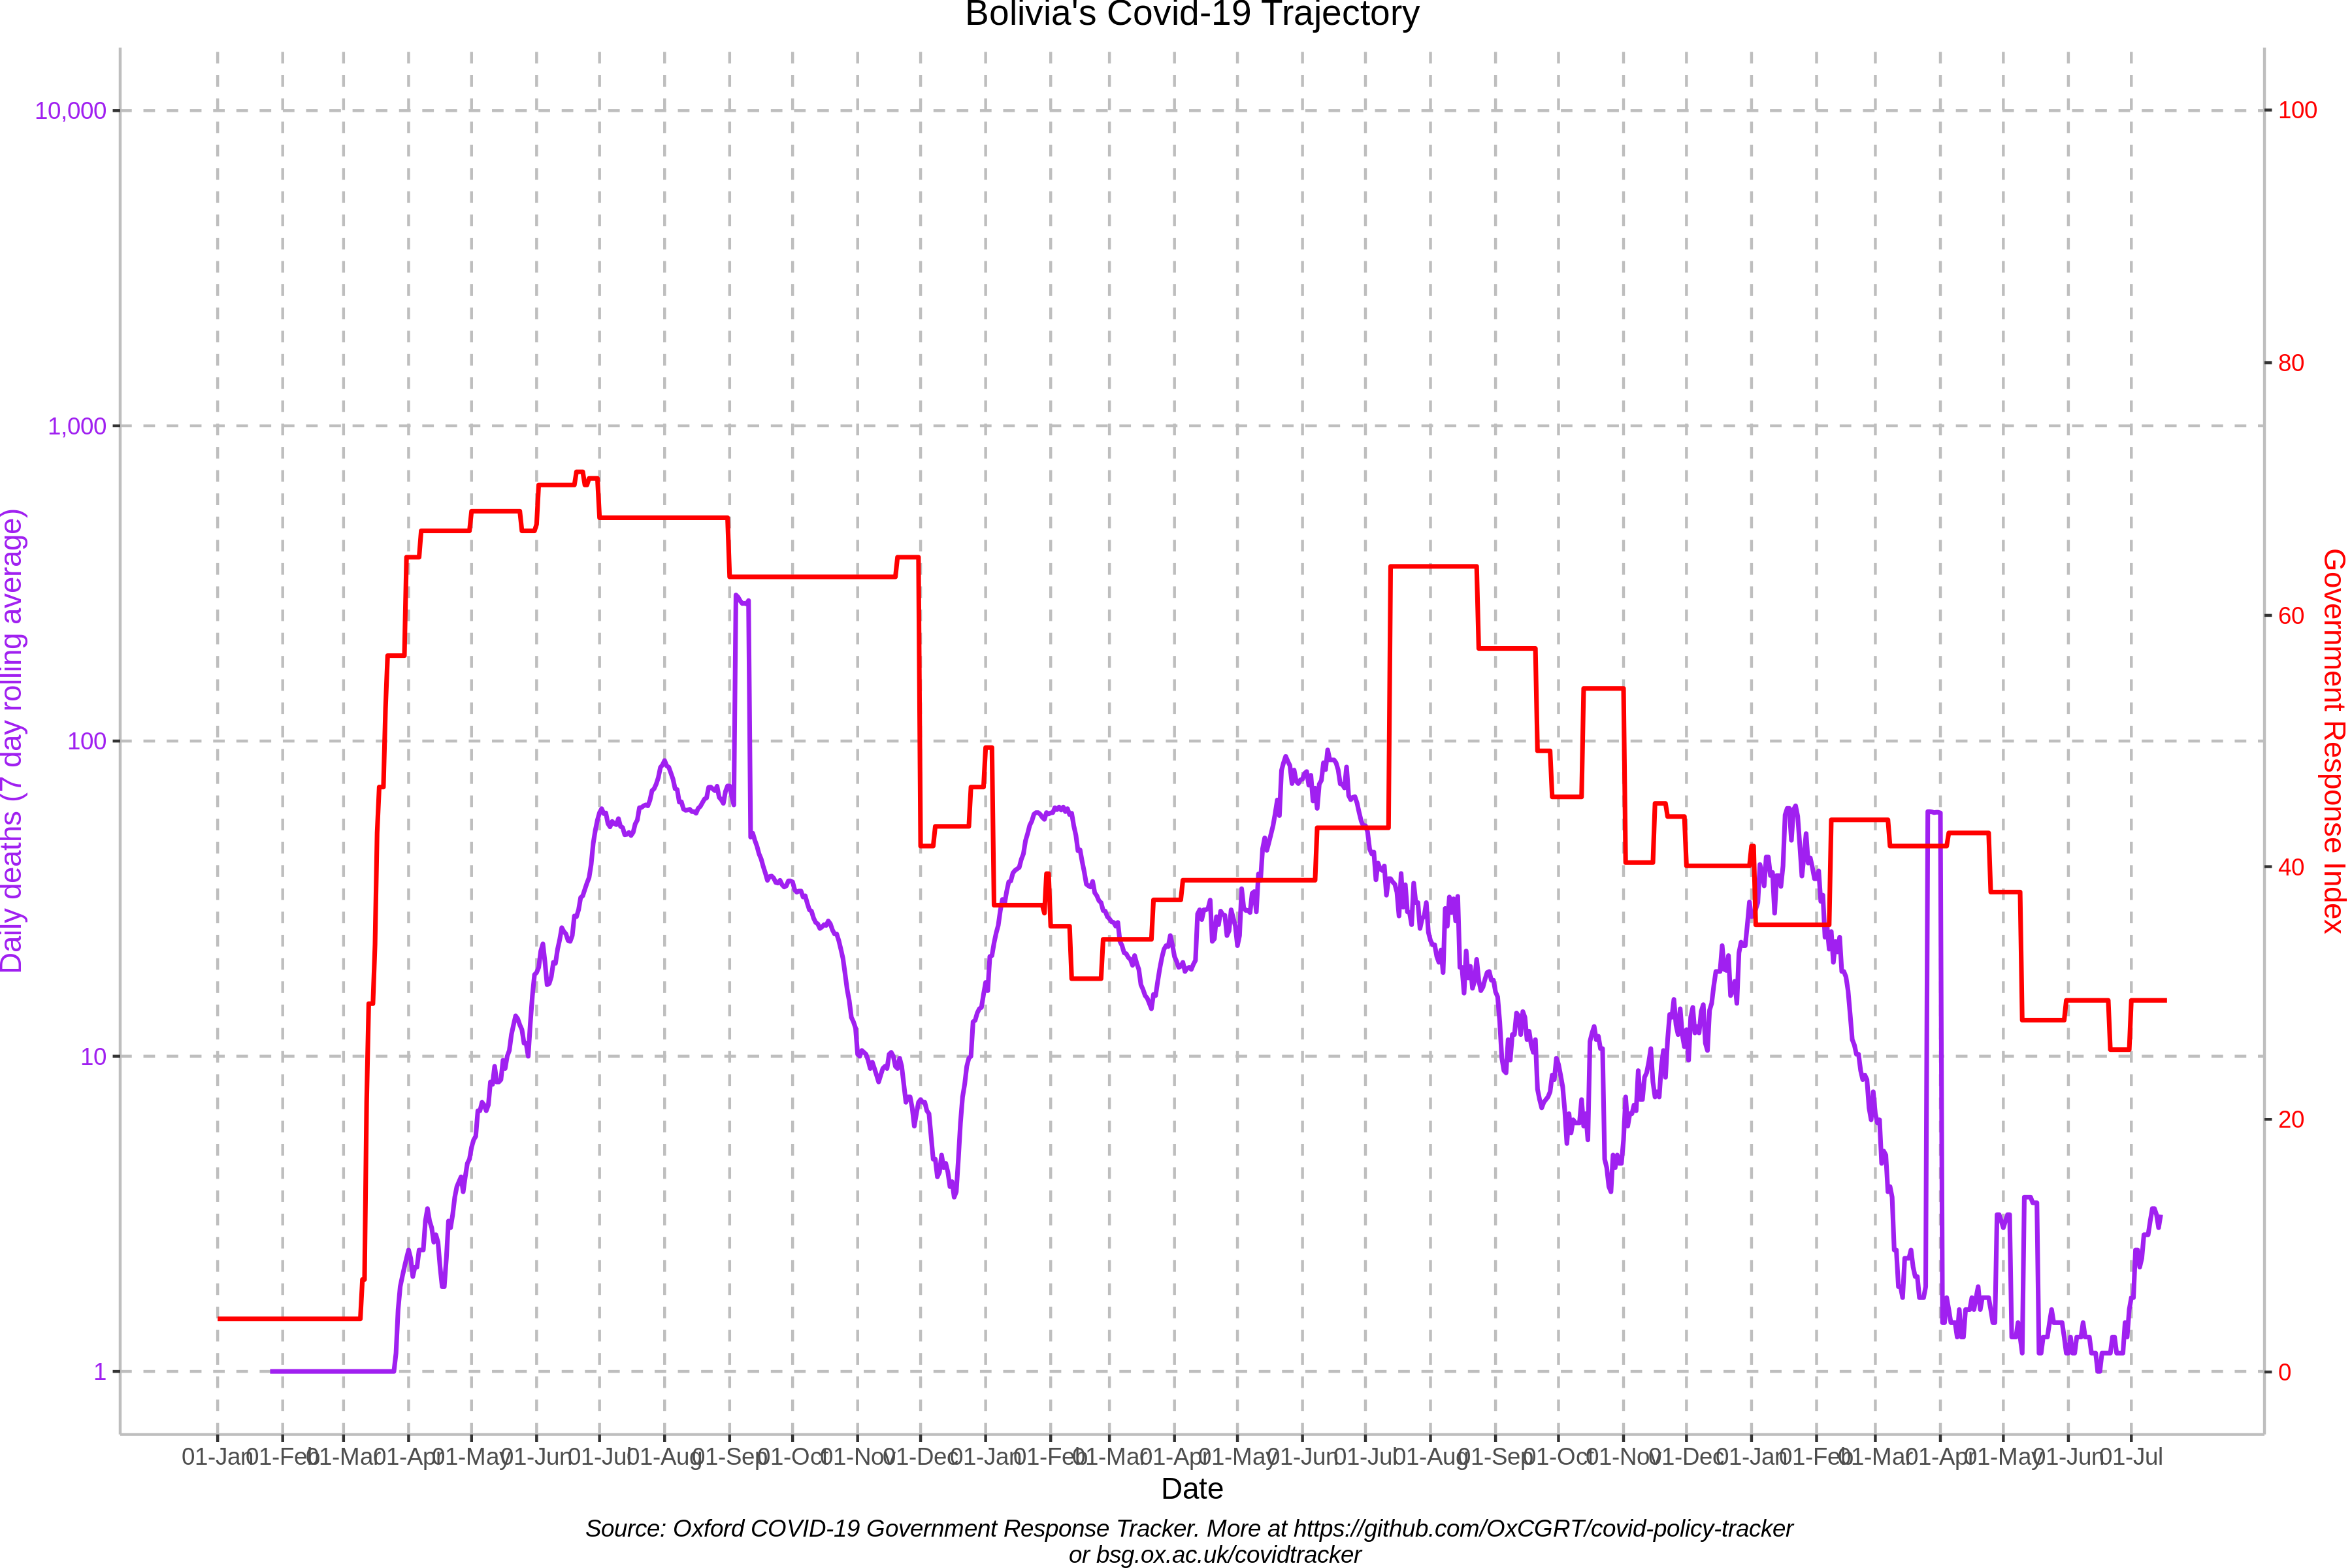 Bolivia's Covid-19 Trajectory
10,000
1,000
100
10
1
Daily deaths (7 day rolling average)
100
80
60
40
20
0
Government Response Index
01-Jan 01-Feb 01-Mar 01-Apr 01-May 01-Jun 01-Jul 01-Aug 01-Sep 01-Oct 01-Nov 01-Dec 01-Jan 01-Feb 01-Mar 01-Apr 01-May 01-Jun 01-Jul 01-Aug 01-Sep 01-Oct 01-Nov 01-Dec 01-Jan 01-Feb 01-Mar 01-Apr 01-May 01-Jun 01-Jul
Date
Source: Oxford COVID-19 Government Response Tracker. More at https://github.com/OxCGRT/covid-policy-tracker
or bsg.ox.ac.uk/covidtracker